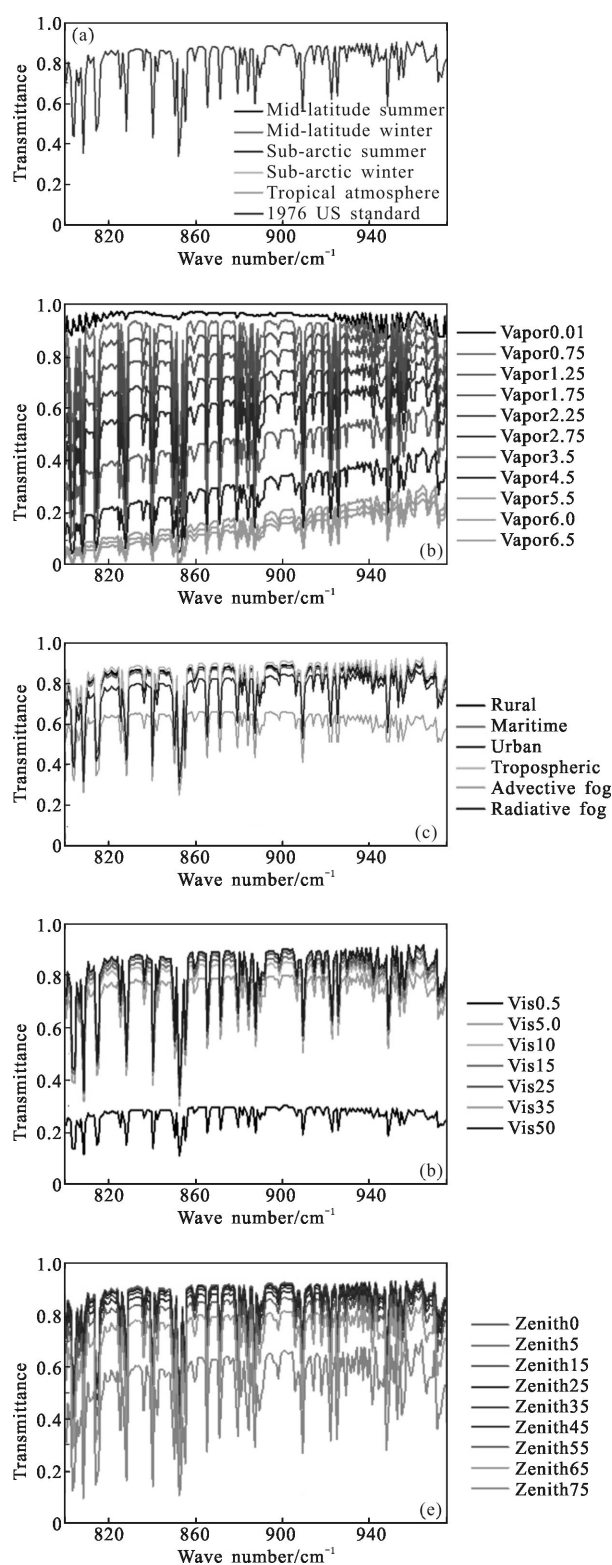 (a)
1.0
0.8
0.6
0.4
0.2
0
Transmittance
Mid-latitude summer
Mid-latitude winter
Sub-arctic summer
Sub-arctic winter
Tropical atmosphere
1976 US standard
820
860
900
940
Wave number/cm⁻¹
1.0
0.8
0.6
0.4
0.2
0
Transmittance
(b)
Vapor0.01
Vapor0.75
Vapor1.25
Vapor1.75
Vapor2.25
Vapor2.75
Vapor3.5
Vapor4.5
Vapor5.5
Vapor6.0
Vapor6.5
820
860
900
940
Wave number/cm⁻¹
1.0
0.8
0.6
0.4
0.2
0
Transmittance
(c)
Rural
Maritime
Urban
Tropospheric
Advective fog
Radiative fog
820
860
900
940
Wave number/cm⁻¹
1.0
0.8
0.6
0.4
0.2
0
Transmittance
(b)
Vis0.5
Vis5.0
Vis10
Vis15
Vis25
Vis35
Vis50
820
860
900
940
Wave number/cm⁻¹
1.0
0.8
0.6
0.4
0.2
0
Transmittance
(e)
Zenith0
Zenith5
Zenith15
Zenith25
Zenith35
Zenith45
Zenith55
Zenith65
Zenith75
820
860
900
940
Wave number/cm⁻¹